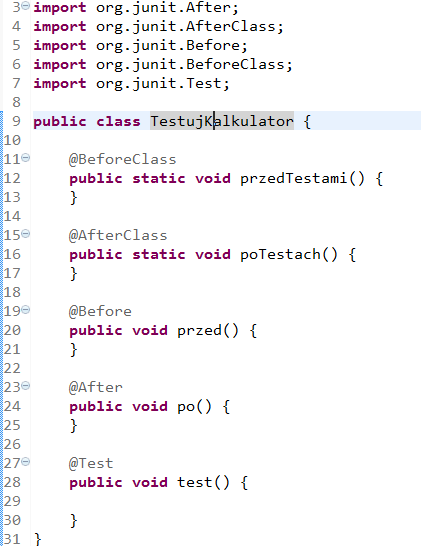 3 import org.junit.After;
4 import org.junit.AfterClass;
5 import org.junit.Before;
6 import org.junit.BeforeClass;
7 import org.junit.Test;
8
9 public class TestujKalkulator {
10
11     @BeforeClass
12     public static void przedTestami() {
13     }
14
15     @AfterClass
16     public static void poTestach() {
17     }
18
19     @Before
20     public void przed() {
21     }
22
23     @After
24     public void po() {
25     }
26
27     @Test
28     public void test() {
29
30     }
31 }